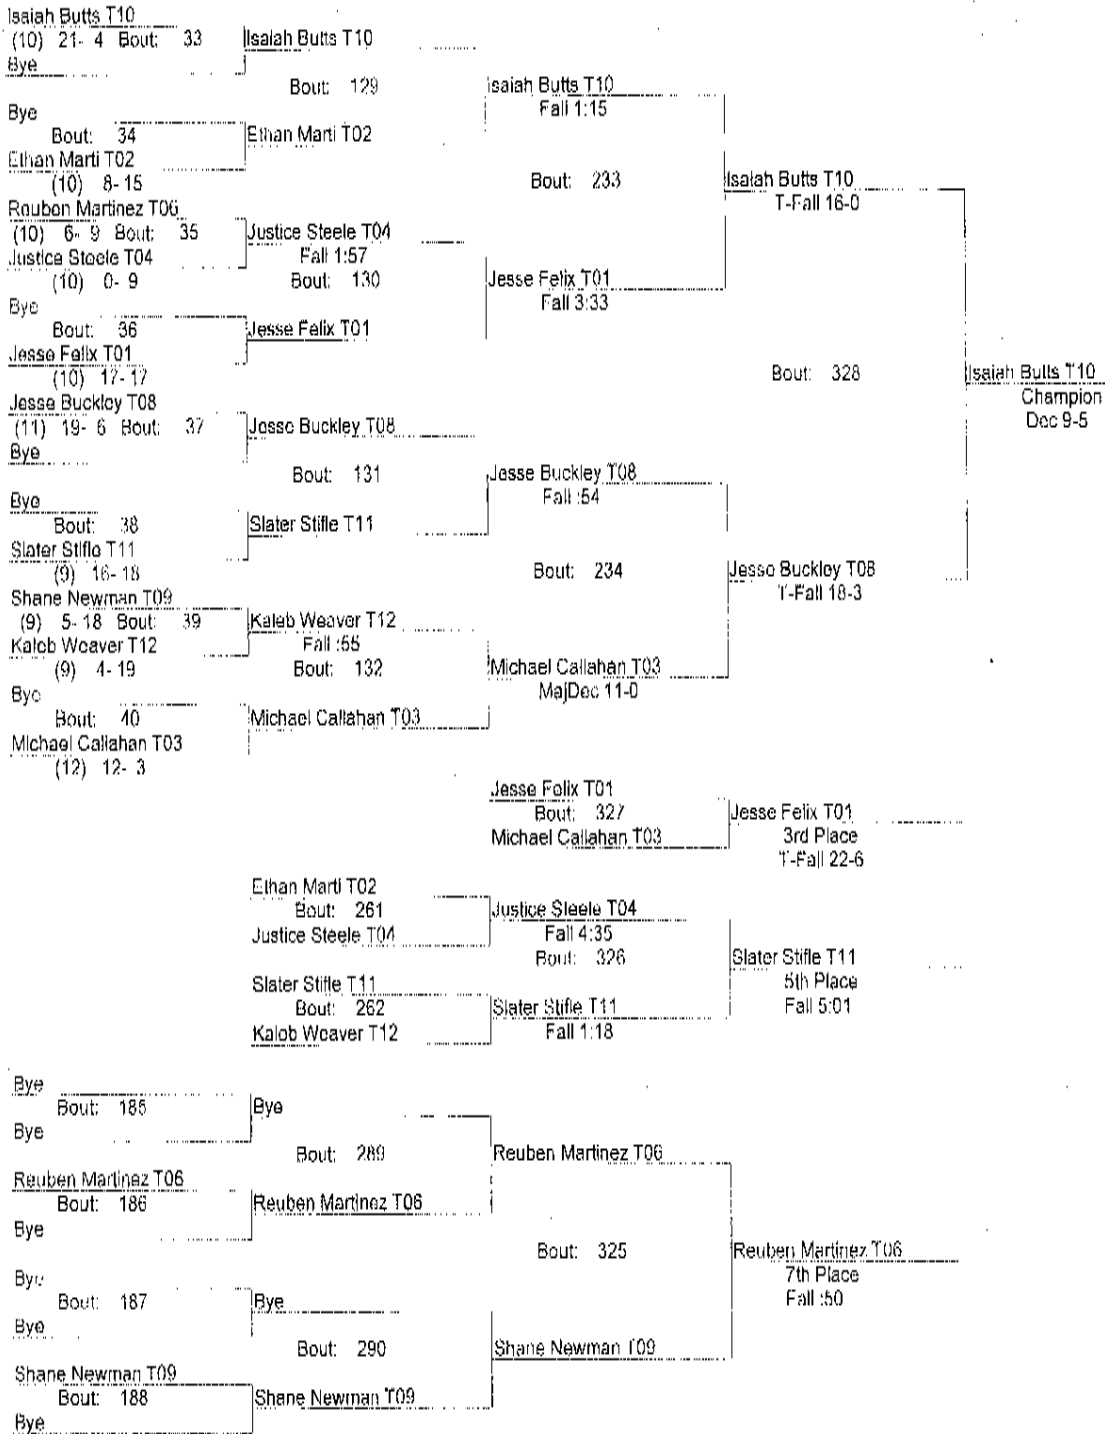 Isaiah Butts T10
(10) 21- 4 Bout: 33 Isaiah Butts T10
Bye
Bout: 129 Isaiah Butts T10
Fall 1:15
Bye
Bout: 34 Ethan Marti T02
Ethan Marti T02
(10) 8- 15
Bout: 233 Isaiah Butts T10
T-Fall 16-0
Reuben Martinez T06
(10) 6- 9 Bout: 35 Justice Steele T04
Justice Steele T04 Fall 1:57
(10) 0- 9 Bout: 130 Jesse Felix T01
Fall 3:33
Bye
Bout: 36 Jesse Felix T01
Jesse Felix T01
(10) 17- 17
Bout: 328 Isaiah Butts T10
Champion
Dec 9-5
Jesse Buckley T08
(11) 19- 6 Bout: 37 Jesse Buckley T08
Bye
Bout: 131 Jesse Buckley T08
Fall :54
Bye
Bout: 38 Slater Stifle T11
Slater Stifle T11
(9) 16- 18
Bout: 234 Jesse Buckley T08
T-Fall 18-3
Shane Newman T09
(9) 5- 18 Bout: 39 Kaleb Weaver T12
Kaleb Weaver T12 Fall :55
(9) 4- 19 Bout: 132 Michael Callahan T03
MajDec 11-0
Bye
Bout: 40 Michael Callahan T03
Michael Callahan T03
(12) 12- 3
Jesse Felix T01
Bout: 327 Jesse Felix T01
Michael Callahan T03 3rd Place
T-Fall 22-6
Ethan Marti T02
Bout: 261 Justice Steele T04
Justice Steele T04 Fall 4:35
Bout: 326 Slater Stifle T11
5th Place
Fall 5:01
Slater Stifle T11
Bout: 262 Slater Stifle T11
Kaleb Weaver T12 Fall 1:18
Bye
Bout: 185 Bye
Bye
Bout: 289 Reuben Martinez T06
Reuben Martinez T06
Bout: 186 Reuben Martinez T06
Bye
Bout: 325 Reuben Martinez T06
7th Place
Fall :50
Bye
Bout: 187 Bye
Bye
Bout: 290 Shane Newman T09
Shane Newman T09
Bout: 188 Shane Newman T09
Bye